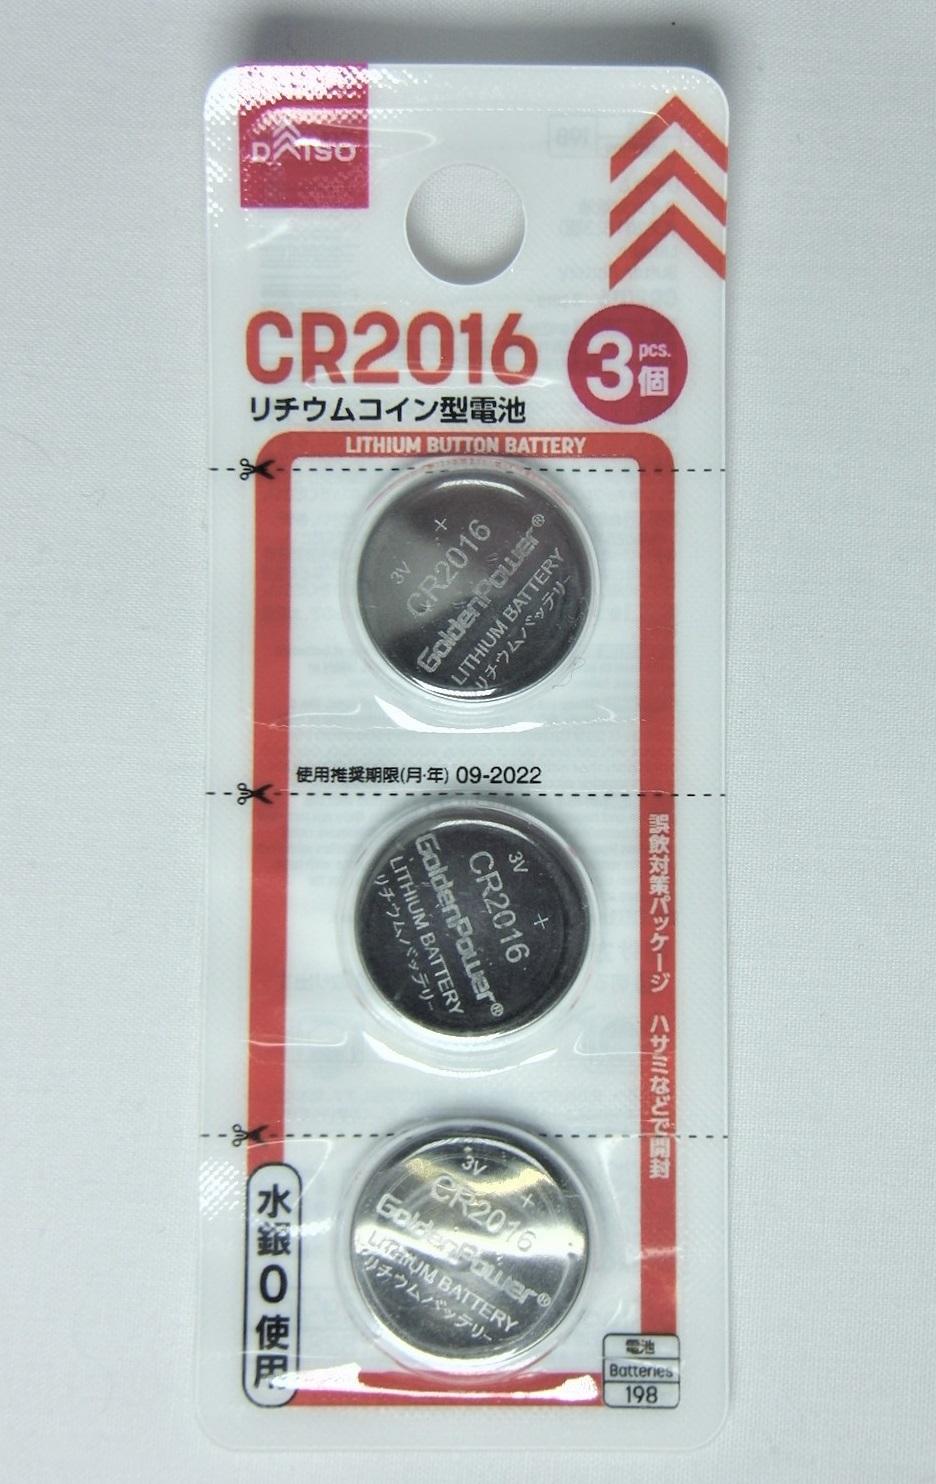 DAISO
CR2016
3 pcs.
個
リチウムコイン型電池
LITHIUM BUTTON BATTERY
+
3V
CR2016
GoldenPower®
LITHIUM BATTERY
リチウムバッテリー
使用推奨期限(月·年) 09-2022
3V
+
CR2016
GoldenPower®
LITHIUM BATTERY
リチウムバッテリー
誤飲対策パッケージ ハサミなどで開封
3V
+
CR2016
GoldenPower®
LITHIUM BATTERY
リチウムバッテリー
水銀0使用
電池
Batteries
198